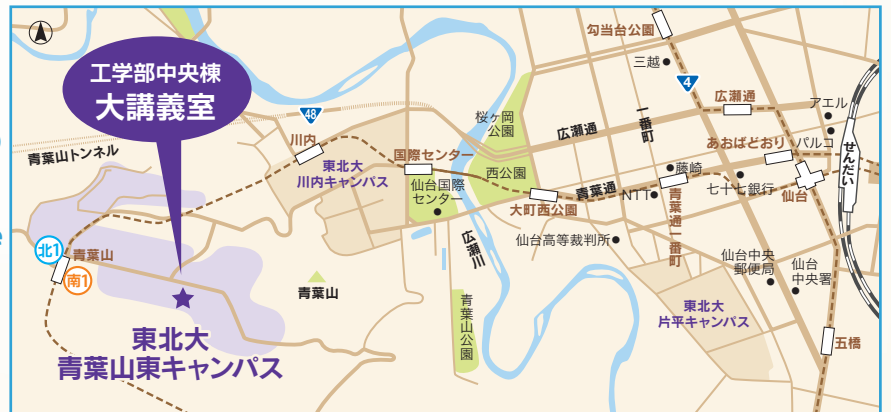 工学部中央棟
大講義室
48
青葉山トンネル
川内
東北大
川内キャンパス
国際センター
仙台国際
センター
桜ヶ岡
公園
西公園
大町西公園
広瀬通
青葉通
一番町
勾当台公園
三越
4
広瀬通
アエル
あおばどおり
パルコ
せんだい
藤崎
NTT
七十七銀行
仙台
青葉通一番町
仙台高等裁判所
広瀬川
北1
青葉山
南1
青葉山
青葉山公園
東北大
青葉山東キャンパス
東北大
片平キャンパス
仙台中央
郵便局
仙台
中央署
五橋